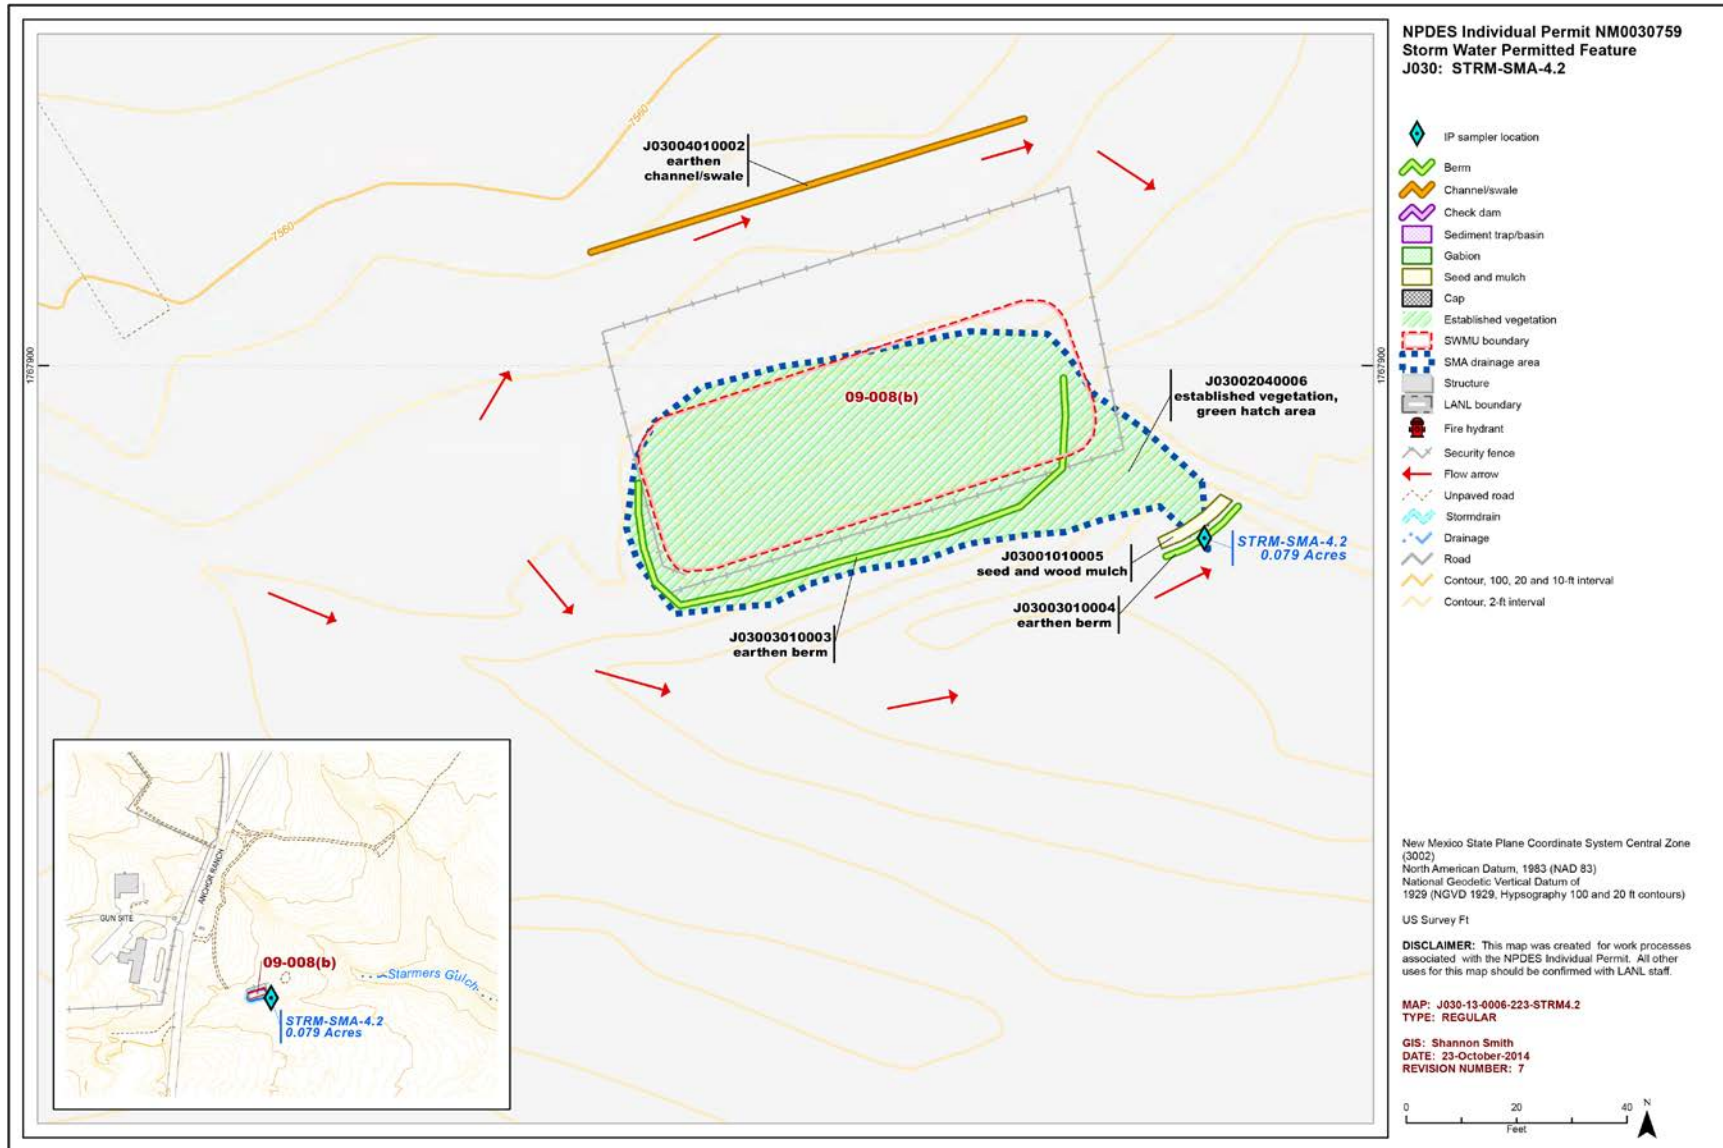 NPDES Individual Permit NM0030759
Storm Water Permitted Feature
J030: STRM-SMA-4.2
IP sampler location
Berm
Channel/swale
Check dam
Sediment trap/basin
Gabion
Seed and mulch
Cap
Established vegetation
SWMU boundary
SMA drainage area
Structure
LANL boundary
Fire hydrant
Security fence
Flow arrow
Unpaved road
Stormdrain
Drainage
Road
Contour, 100, 20 and 10-ft interval
Contour, 2-ft interval
7560
7560
J03004010002
earthen
channel/swale
1767900
1767900
09-008(b)
J03002040006
established vegetation,
green hatch area
J03001010005
seed and wood mulch
STRM-SMA-4.2
0.079 Acres
J03003010004
earthen berm
J03003010003
earthen berm
ANCHOR RANCH
GUN SITE
09-008(b)
Starmers Gulch
STRM-SMA-4.2
0.079 Acres
New Mexico State Plane Coordinate System Central Zone
(3002)
North American Datum, 1983 (NAD 83)
National Geodetic Vertical Datum of
1929 (NGVD 1929, Hypsography 100 and 20 ft contours)
US Survey Ft
DISCLAIMER: This map was created for work processes
associated with the NPDES Individual Permit. All other
uses for this map should be confirmed with LANL staff.
MAP: J030-13-0006-223-STRM4.2
TYPE: REGULAR
GIS: Shannon Smith
DATE: 23-October-2014
REVISION NUMBER: 7
0 20 40
Feet
N